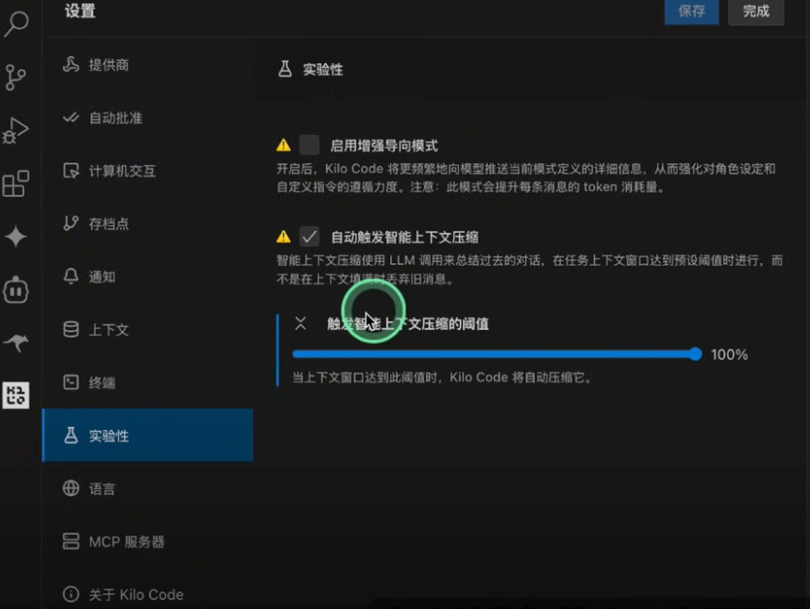 设置
保存
完成
提供商
自动批准
计算机交互
存档点
通知
上下文
终端
实验性
语言
MCP 服务器
关于 Kilo Code
实验性
启用增强导向模式
开启后，Kilo Code 将更频繁地向模型推送当前模式定义的详细信息，从而强化对角色设定和
自定义指令的遵循力度。注意：此模式会提升每条消息的 token 消耗量。
自动触发智能上下文压缩
智能上下文压缩使用 LLM 调用来总结过去的对话，在任务上下文窗口达到预设阈值时进行，而
不是在上下文填满时丢弃旧消息。
触发智能上下文压缩的阈值
100%
当上下文窗口达到此阈值时，Kilo Code 将自动压缩它。